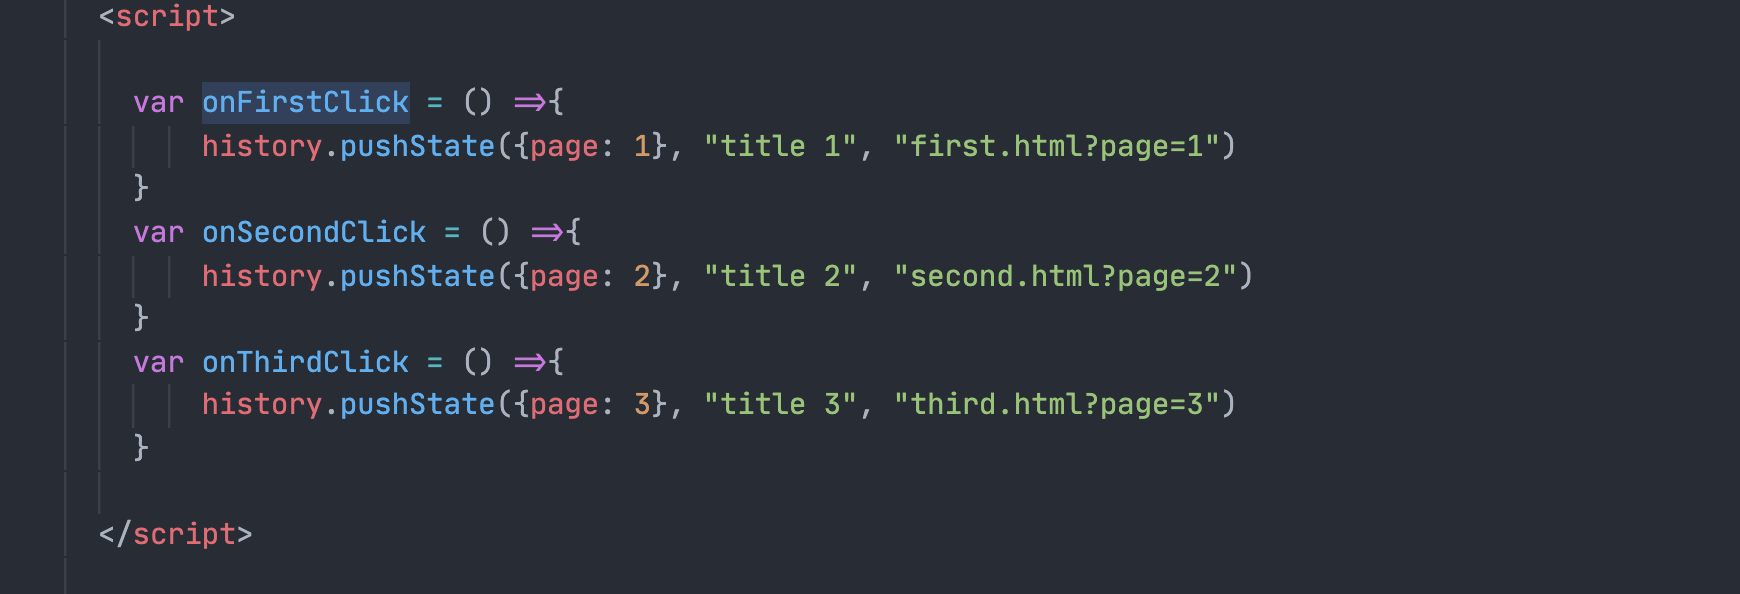 <script>
var onFirstClick = () =>{
history.pushState({page: 1}, "title 1", "first.html?page=1")
}
var onSecondClick = () =>{
history.pushState({page: 2}, "title 2", "second.html?page=2")
}
var onThirdClick = () =>{
history.pushState({page: 3}, "title 3", "third.html?page=3")
}
</script>